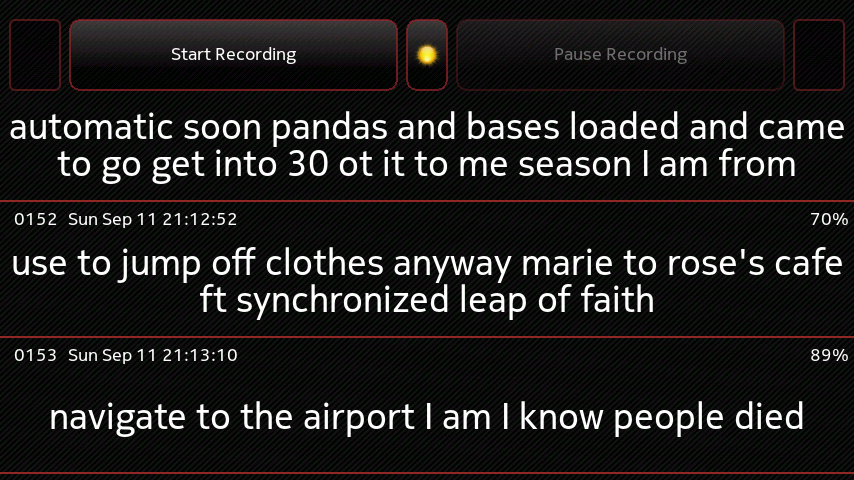 Start Recording
Pause Recording
automatic soon pandas and bases loaded and came
to go get into 30 ot it to me season I am from
0152 Sun Sep 11 21:12:52 70%
use to jump off clothes anyway marie to rose's cafe
ft synchronized leap of faith
0153 Sun Sep 11 21:13:10 89%
navigate to the airport I am I know people died